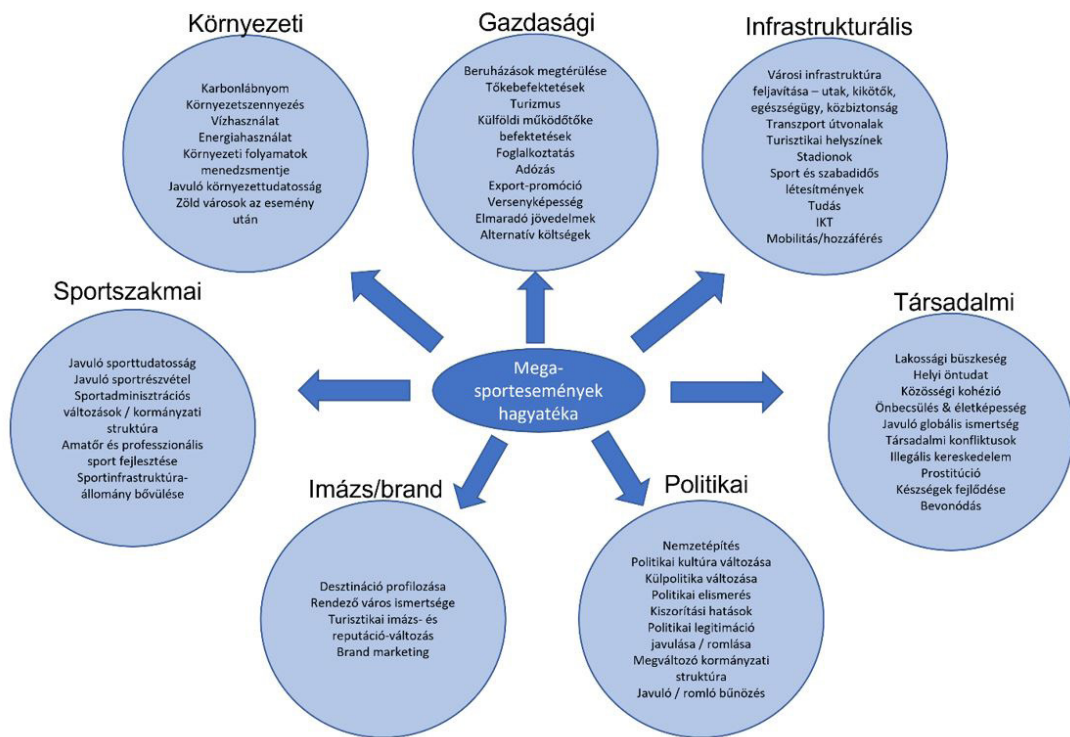 Környezeti
Karbonlábnyom
Környezetszennyezés
Vízhasználat
Energiahasználat
Környezeti folyamatok
menedzsmentje
Javuló környezettudatosság
Zöld városok az esemény
után
Gazdasági
Beruházások megtérülése
Tőkebefektetések
Turizmus
Külföldi működőtőke
befektetések
Foglalkoztatás
Adózás
Export-promóció
Versenyképesség
Elmaradó jövedelmek
Alternatív költségek
Infrastrukturális
Városi infrastruktúra
feljavítása – utak, kikötők,
egészségügy, közbiztonság
Transzport útvonalak
Turisztikai helyszínek
Stadionok
Sport és szabadidős
létesítmények
Tudás
IKT
Mobilitás/hozzáférés
Sportszakmai
Javuló sporttudatosság
Javuló sportrészvétel
Sportadminisztrációs
változások / kormányzati
struktúra
Amatőr és professzionális
sport fejlesztése
Sportinfrastruktúra-
állomány bővülése
Mega-
sportesemények
hagyatéka
Társadalmi
Lakossági büszkeség
Helyi öntudat
Közösségi kohézió
Önbecsülés & életképesség
Javuló globális ismertség
Társadalmi konfliktusok
Illegális kereskedelem
Prostitúció
Készségek fejlődése
Bevonódás
Imázs/brand
Desztináció profilozása
Rendező város ismertsége
Turisztikai imázs- és
reputáció-változás
Brand marketing
Politikai
Nemzetépítés
Politikai kultúra változása
Külpolitika változása
Politikai elismerés
Kiszorítási hatások
Politikai legitimáció
javulása / romlása
Megváltozó kormányzati
struktúra
Javuló / romló bűnözés